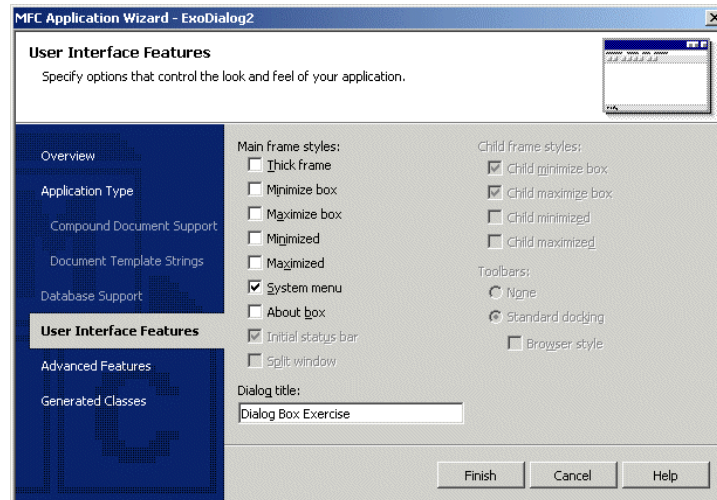 MFC Application Wizard - ExoDialog2
User Interface Features
Specify options that control the look and feel of your application.
Overview
Application Type
Compound Document Support
Document Template Strings
Database Support
User Interface Features
Advanced Features
Generated Classes
Main frame styles:
Thick frame
Minimize box
Maximize box
Minimized
Maximized
System menu
About box
Initial status bar
Split window
Dialog title:
Dialog Box Exercise
Child frame styles:
Child minimize box
Child maximize box
Child minimized
Child maximized
Toolbars:
None
Standard docking
Browser style
Finish
Cancel
Help